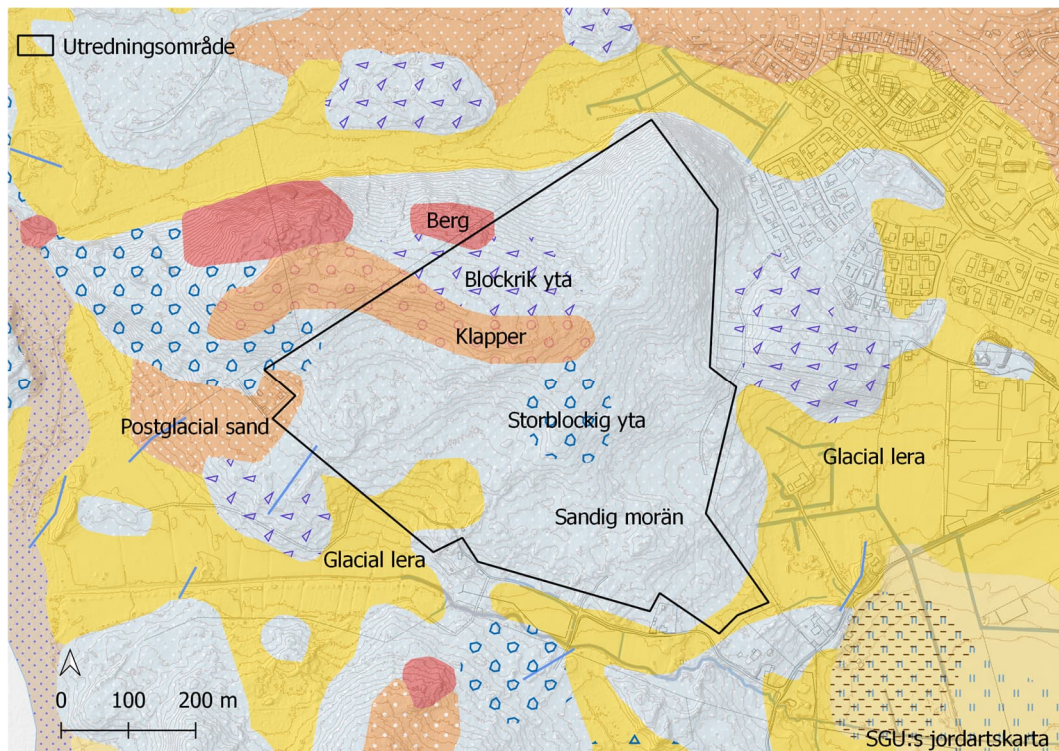 Utredningsområde
Berg
Blockrik yta
Klapper
Postglacial sand
Storblockig yta
Glacial lera
Sandig morän
Glacial lera
0 100 200 m
SGU:s jordartskarta